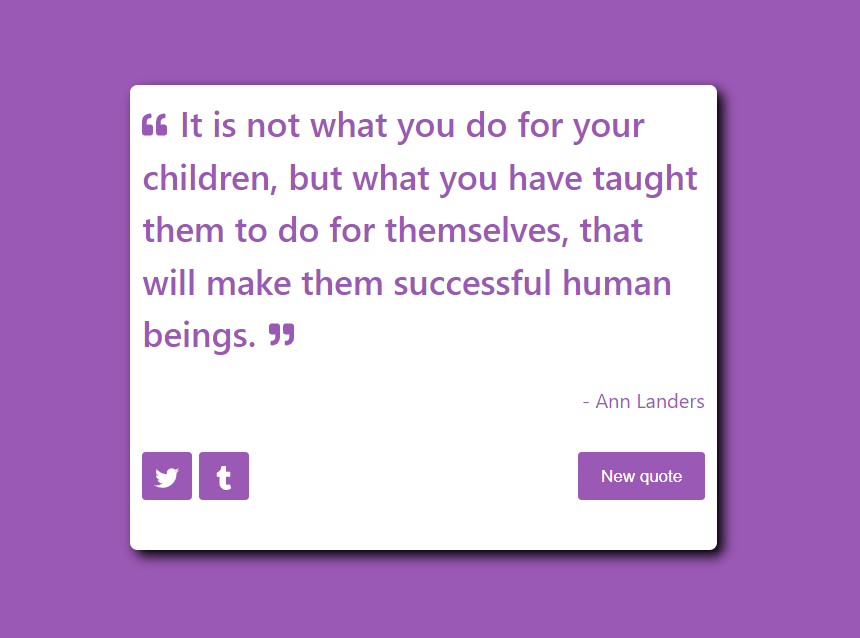 “ It is not what you do for your
children, but what you have taught
them to do for themselves, that
will make them successful human
beings. ”
- Ann Landers
New quote